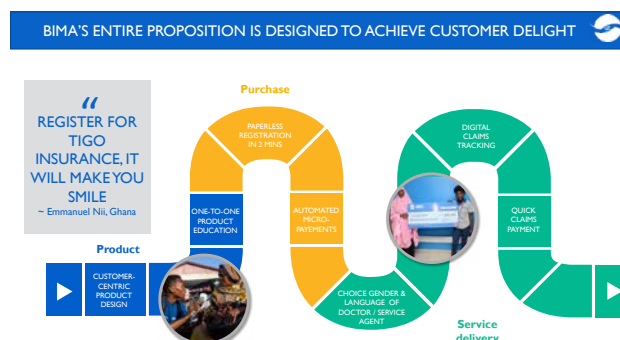 BIMA'S ENTIRE PROPOSITION IS DESIGNED TO ACHIEVE CUSTOMER DELIGHT
“
REGISTER FOR
TIGO
INSURANCE, IT
WILL MAKE YOU
SMILE
~ Emmanuel Nii, Ghana
Product
CUSTOMER-
CENTRIC
PRODUCT
DESIGN
ONE-TO-ONE
PRODUCT
EDUCATION
Purchase
PAPERLESS
REGISTRATION
IN 2 MINS
AUTOMATED
MICRO-
PAYEMENTS
CHOICE GENDER &
LANGUAGE OF
DOCTOR / SERVICE
AGENT
DIGITAL
CLAIMS
TRACKING
QUICK
CLAIMS
PAYMENT
Service
delivery